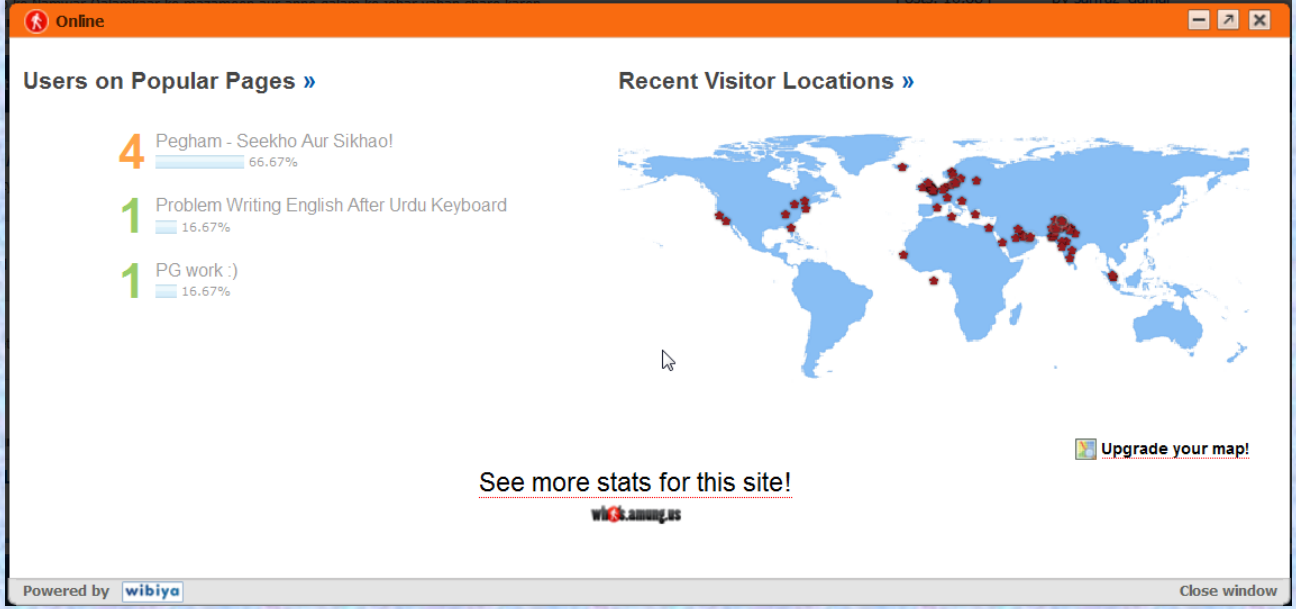 Online
Users on Popular Pages »
4 Pegham - Seekho Aur Sikhao!
66.67%
1 Problem Writing English After Urdu Keyboard
16.67%
1 PG work :)
16.67%
Recent Visitor Locations »
Upgrade your map!
See more stats for this site!
whos.amung.us
Powered by wibiya
Close window